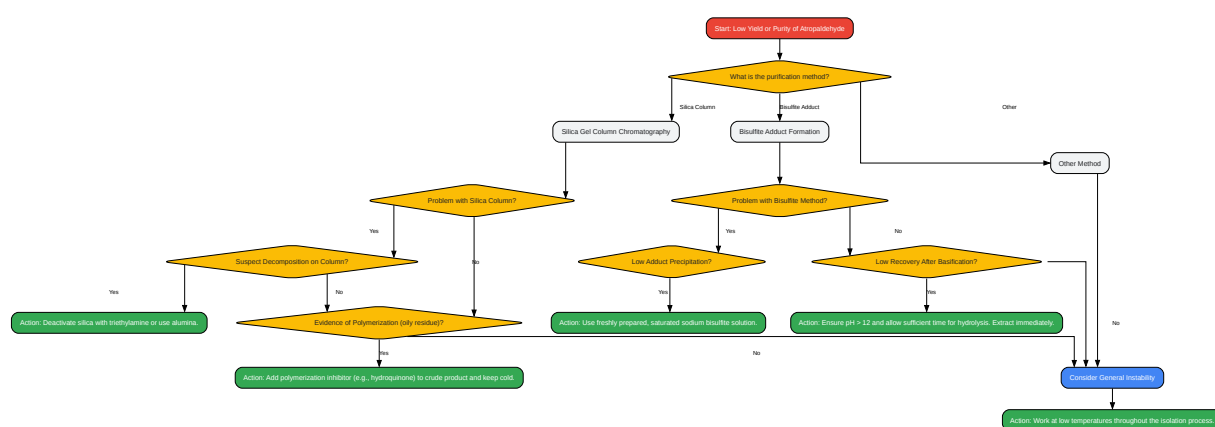 Start: Low Yield or Purity of Atropaldehyde
What is the purification method?
Silica Column
Bisulfite Adduct
Other
Silica Gel Column Chromatography
Bisulfite Adduct Formation
Other Method
Problem with Silica Column?
Problem with Bisulfite Method?
Yes
No
Yes
No
Suspect Decomposition on Column?
Low Adduct Precipitation?
Low Recovery After Basification?
Yes
No
Yes
Yes
No
Action: Deactivate silica with triethylamine or use alumina.
Evidence of Polymerization (oily residue)?
Action: Use freshly prepared, saturated sodium bisulfite solution.
Action: Ensure pH > 12 and allow sufficient time for hydrolysis. Extract immediately.
Yes
No
Action: Add polymerization inhibitor (e.g., hydroquinone) to crude product and keep cold.
Consider General Instability
Action: Work at low temperatures throughout the isolation process.